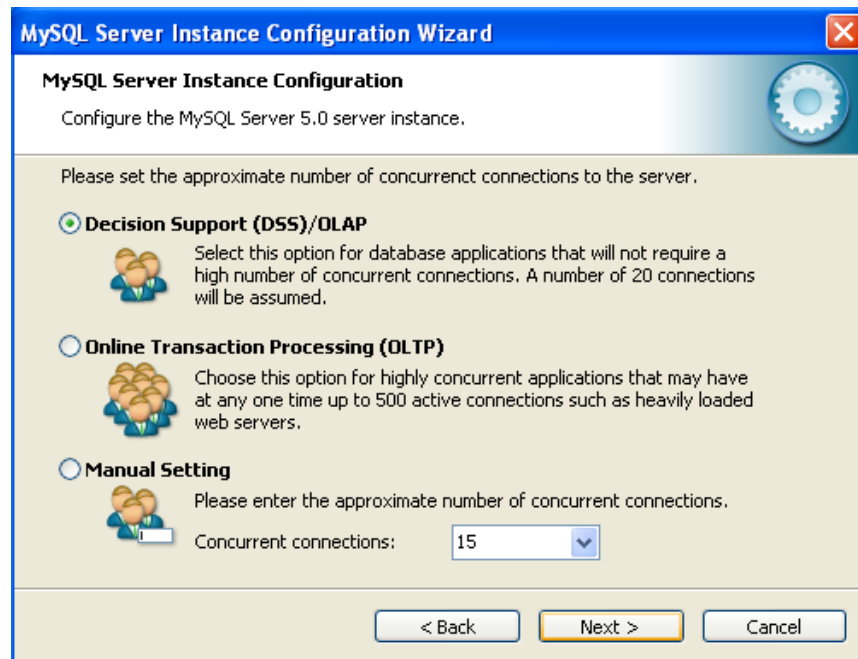 MySQL Server Instance Configuration Wizard
MySQL Server Instance Configuration
Configure the MySQL Server 5.0 server instance.
Please set the approximate number of concurrenct connections to the server.
Decision Support (DSS)/OLAP
Select this option for database applications that will not require a
high number of concurrent connections. A number of 20 connections
will be assumed.
Online Transaction Processing (OLTP)
Choose this option for highly concurrent applications that may have
at any one time up to 500 active connections such as heavily loaded
web servers.
Manual Setting
Please enter the approximate number of concurrent connections.
Concurrent connections: 15
< Back Next > Cancel